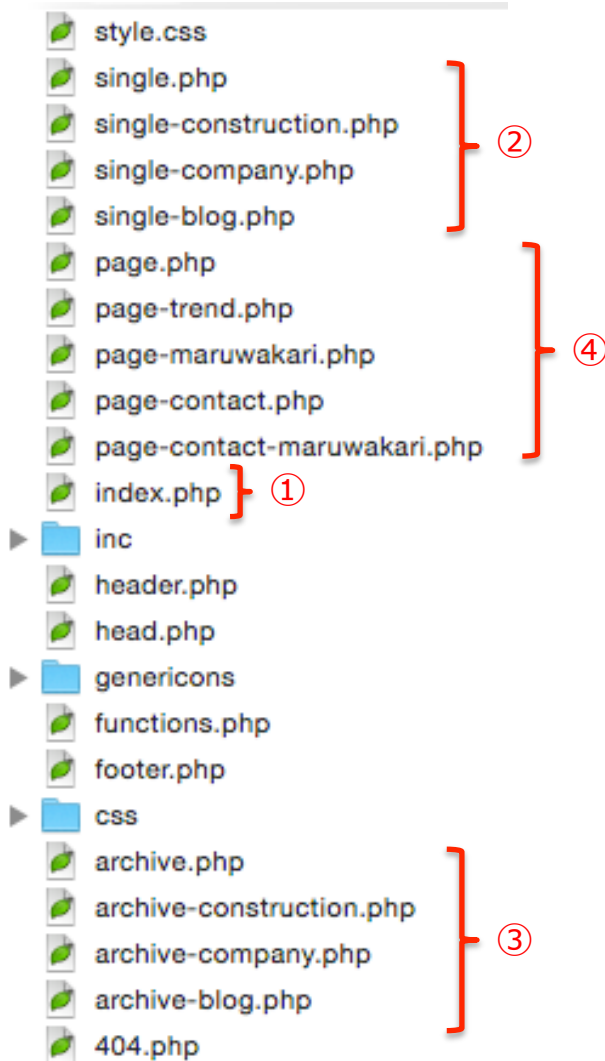 style.css
single.php
single-construction.php
②
single-company.php
single-blog.php
page.php
page-trend.php
page-maruwakari.php
④
page-contact.php
page-contact-maruwakari.php
index.php ①
inc
header.php
head.php
genericons
functions.php
footer.php
css
archive.php
archive-construction.php
③
archive-company.php
archive-blog.php
404.php